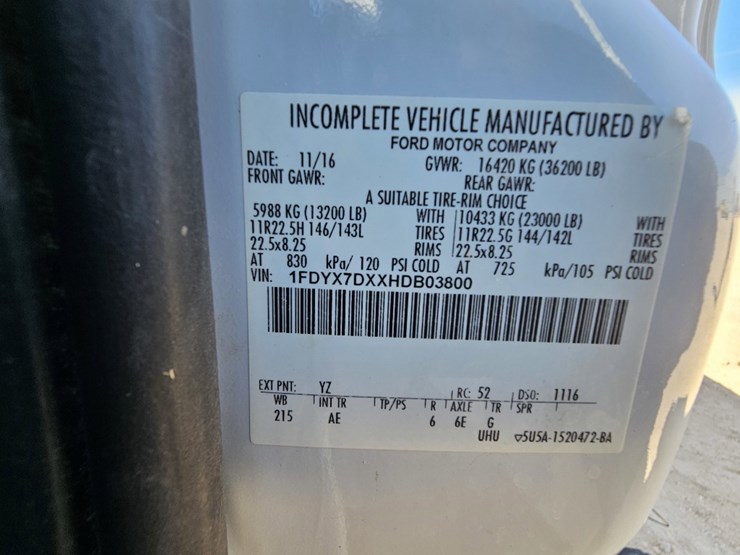 INCOMPLETE VEHICLE MANUFACTURED BY
FORD MOTOR COMPANY
DATE: 11/16 GVWR: 16420 KG (36200 LB)
FRONT GAWR: REAR GAWR:
A SUITABLE TIRE-RIM CHOICE
5988 KG (13200 LB) WITH 10433 KG (23000 LB) WITH
11R22.5H 146/143L TIRES 11R22.5G 144/142L TIRES
22.5x8.25 RIMS 22.5x8.25 RIMS
AT 830 kPa/ 120 PSI COLD AT 725 kPa/105 PSI COLD
VIN: 1FDYX7DXXHDB03800
EXT PNT: YZ RC: 52 DSO: 1116
WB INT TR TP/PS R AXLE TR SPR
215 AE 6 6E G
UHU ▽5U5A-1520472-BA